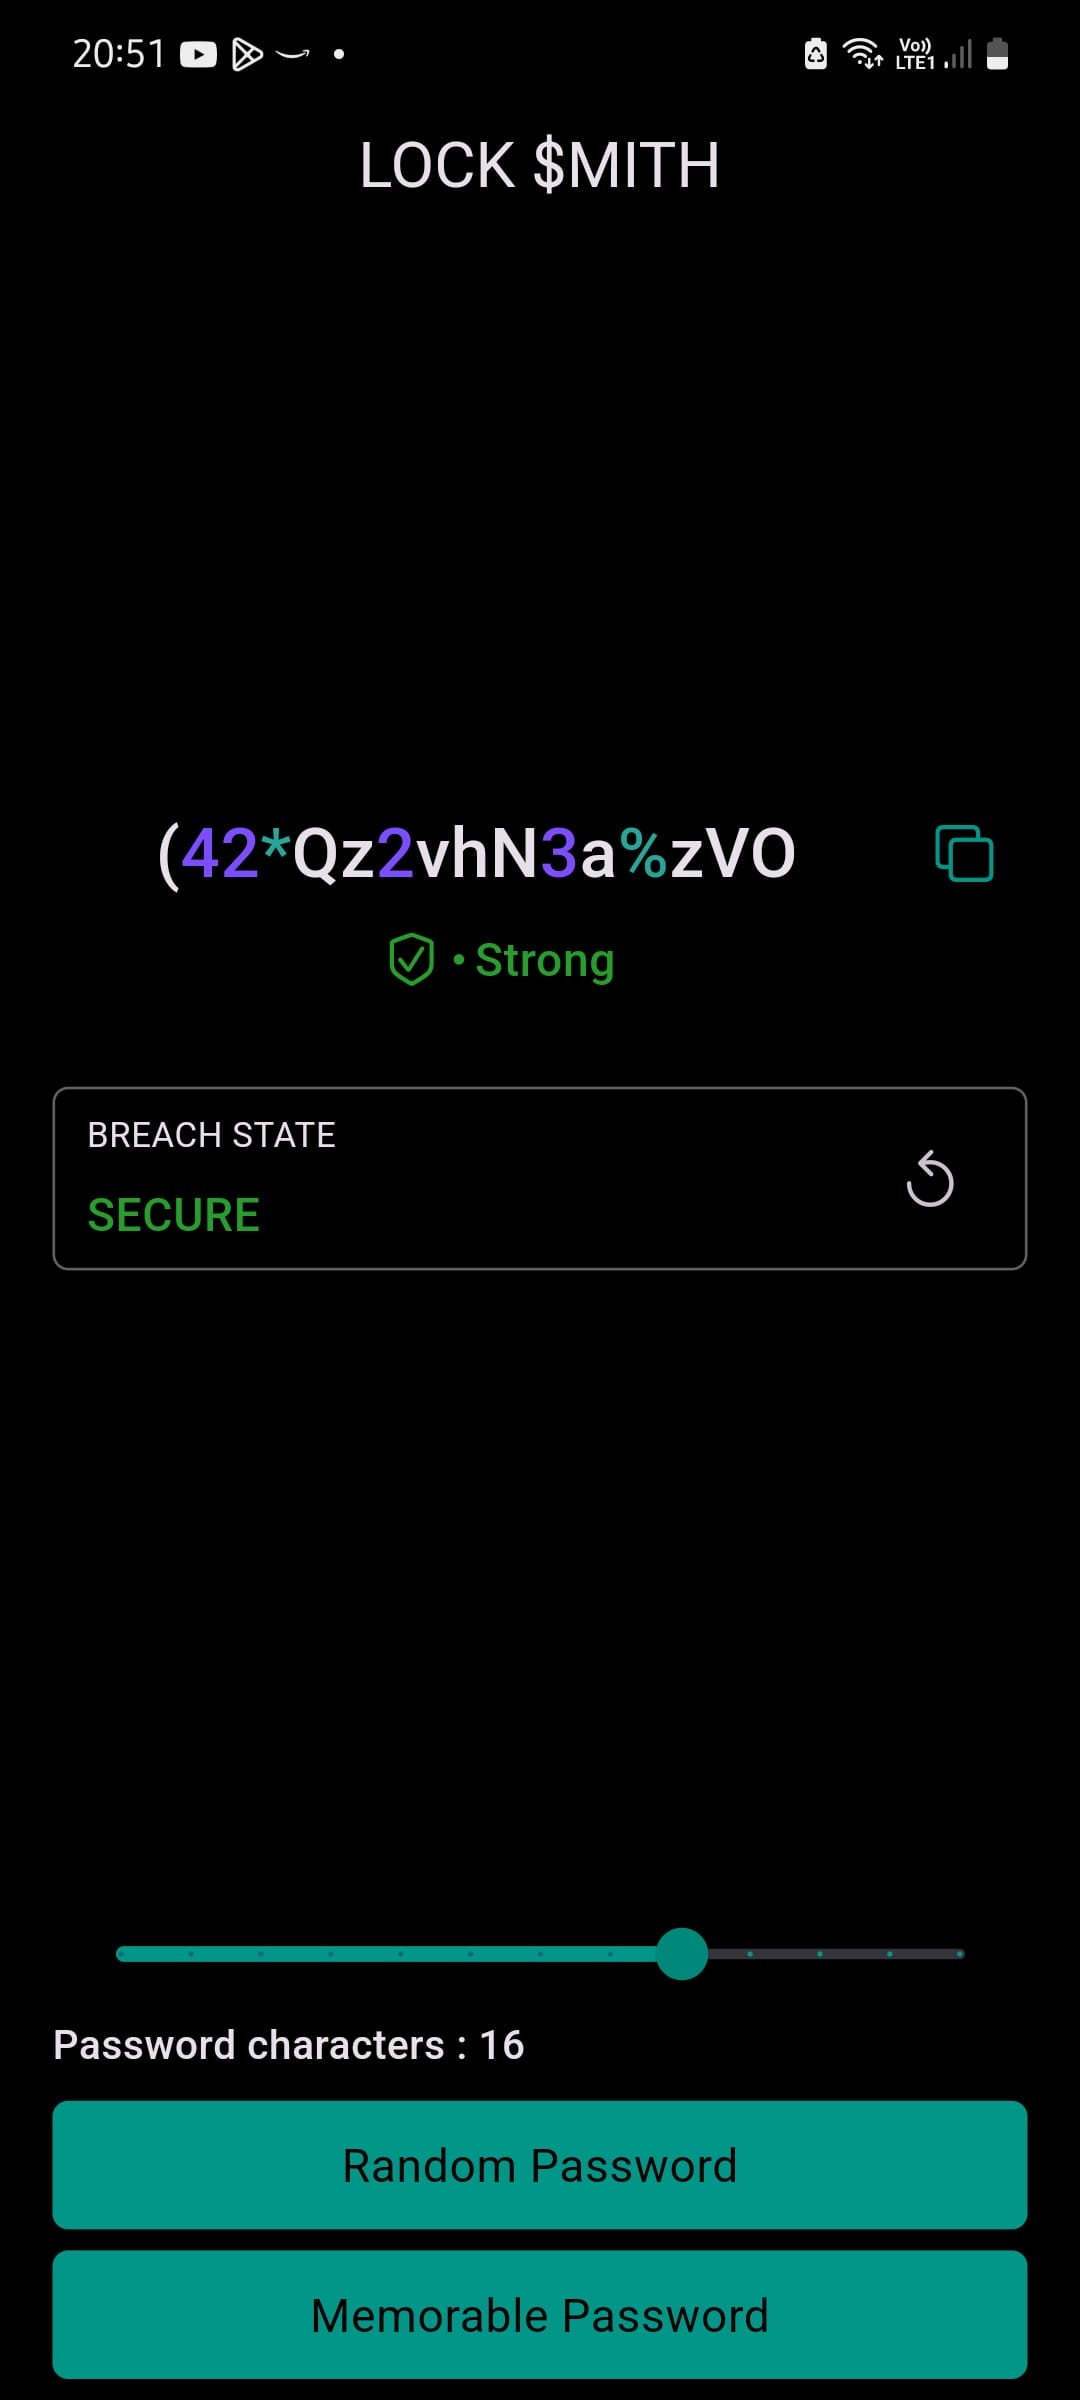 20:51
Vo)) LTE1
LOCK $MITH
(42*Qz2vhN3a%zVO
• Strong
BREACH STATE
SECURE
Password characters : 16
Random Password
Memorable Password